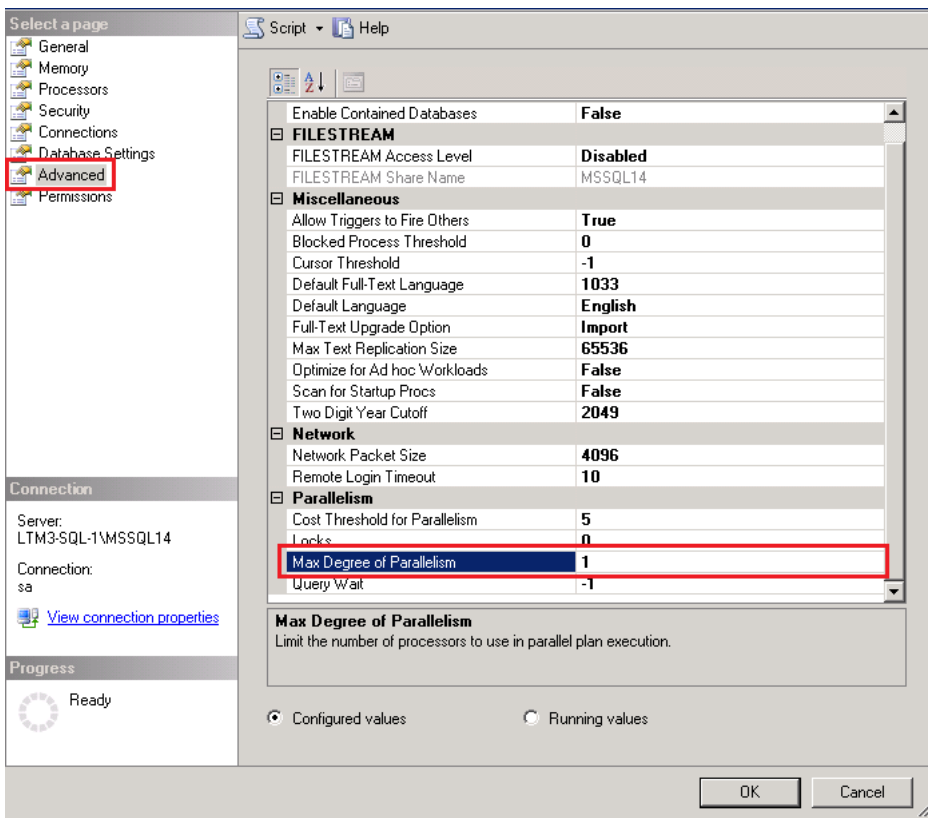 Select a page
General
Memory
Processors
Security
Connections
Database Settings
Advanced
Permissions
Connection
Server:
LTM3-SQL-1\MSSQL14
Connection:
sa
View connection properties
Progress
Ready
Script Help
Enable Contained Databases False
FILESTREAM
FILESTREAM Access Level Disabled
FILESTREAM Share Name MSSQL14
Miscellaneous
Allow Triggers to Fire Others True
Blocked Process Threshold 0
Cursor Threshold -1
Default Full-Text Language 1033
Default Language English
Full-Text Upgrade Option Import
Max Text Replication Size 65536
Optimize for Ad hoc Workloads False
Scan for Startup Procs False
Two Digit Year Cutoff 2049
Network
Network Packet Size 4096
Remote Login Timeout 10
Parallelism
Cost Threshold for Parallelism 5
Locks 0
Max Degree of Parallelism 1
Query Wait -1
Max Degree of Parallelism
Limit the number of processors to use in parallel plan execution.
Configured values Running values
OK Cancel